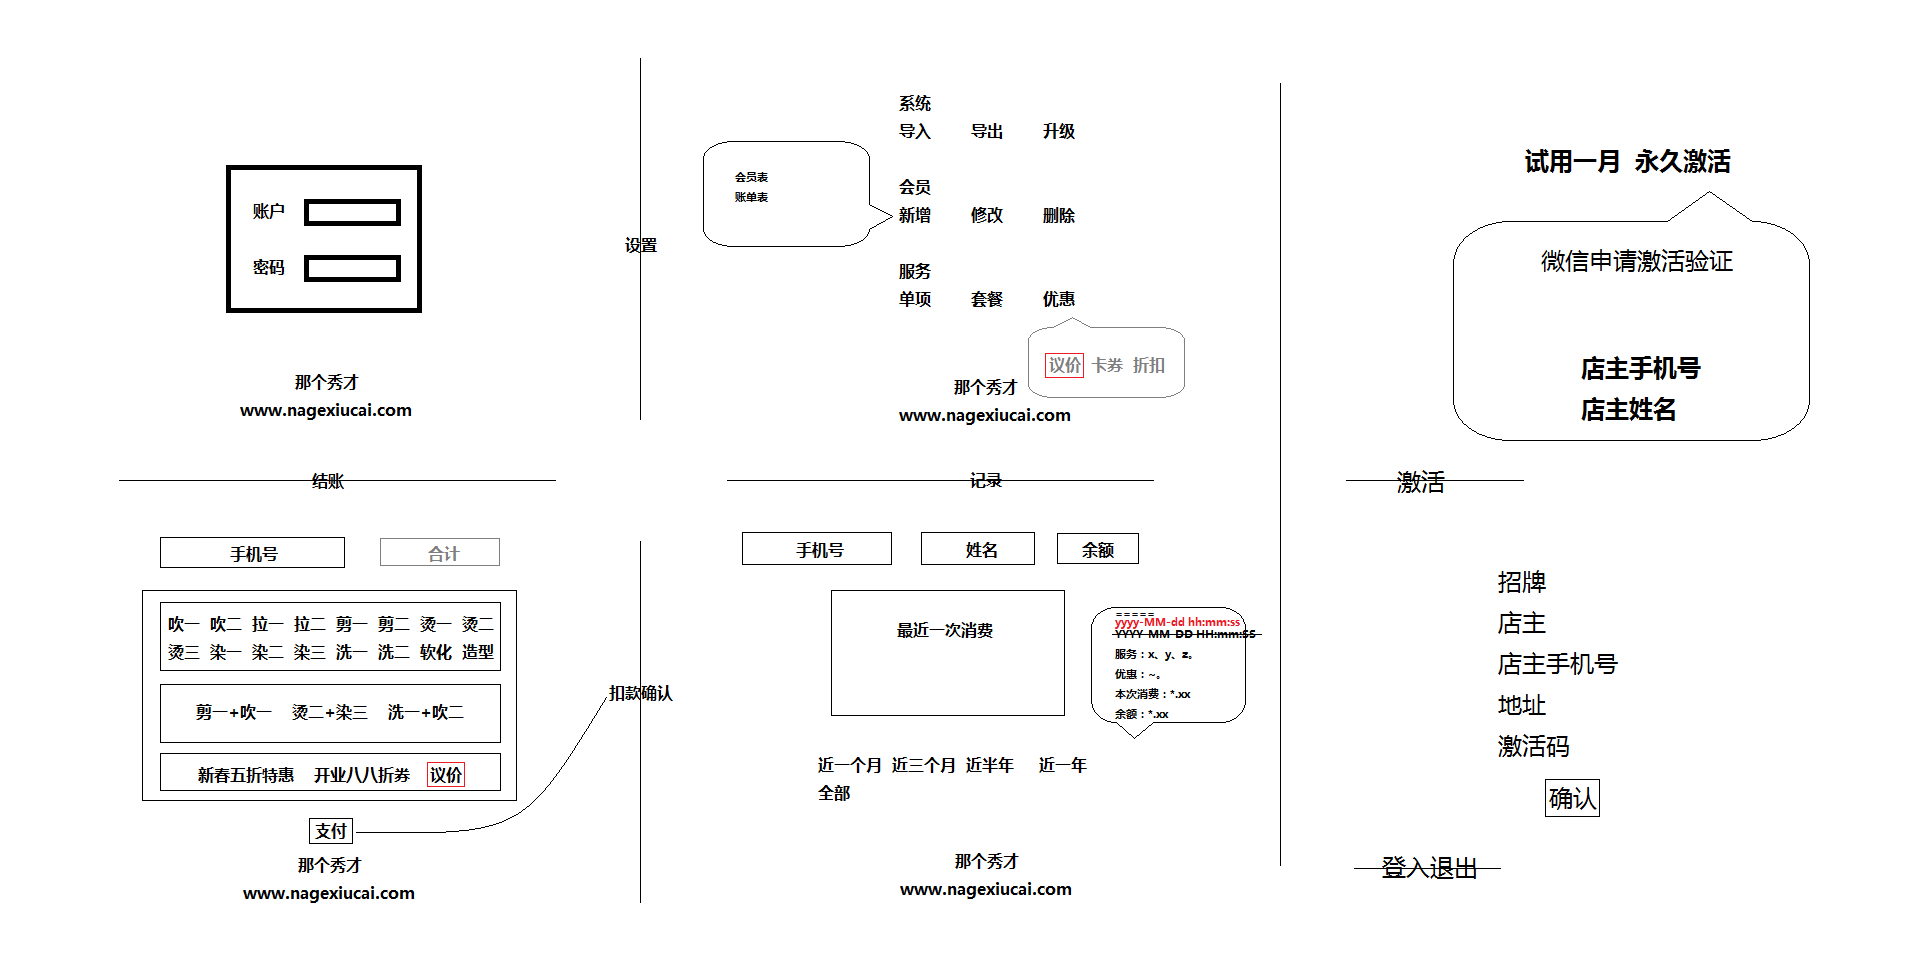 账户
密码
那个秀才
www.nagexiucai.com
设置
系统
导入 导出 升级
会员表
账单表
会员
新增 修改 删除
服务
单项 套餐 优惠
议价 卡券 折扣
那个秀才
www.nagexiucai.com
试用一月 永久激活
微信申请激活验证
店主手机号
店主姓名
结账
手机号 合计
吹一 吹二 拉一 拉二 剪一 剪二 烫一 烫二
烫三 染一 染二 染三 洗一 洗二 软化 造型
剪一+吹一 烫二+染三 洗一+吹二
新春五折特惠 开业八八折券 议价
支付
那个秀才
www.nagexiucai.com
扣款确认
记录
手机号 姓名 余额
最近一次消费
=====
yyyy-MM-dd hh:mm:ss
YYYY-MM-DD HH:mm:SS
服务：x、y、z。
优惠：~。
本次消费：*.xx
余额：*.xx
近一个月 近三个月 近半年 近一年
全部
那个秀才
www.nagexiucai.com
激活
招牌
店主
店主手机号
地址
激活码
确认
登入退出